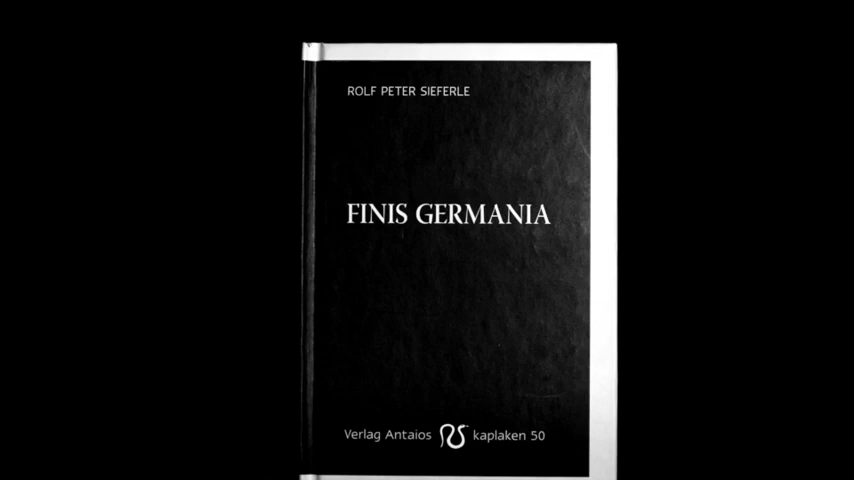 ROLF PETER SIEFERLE
FINIS GERMANIA
Verlag Antaios kaplaken 50